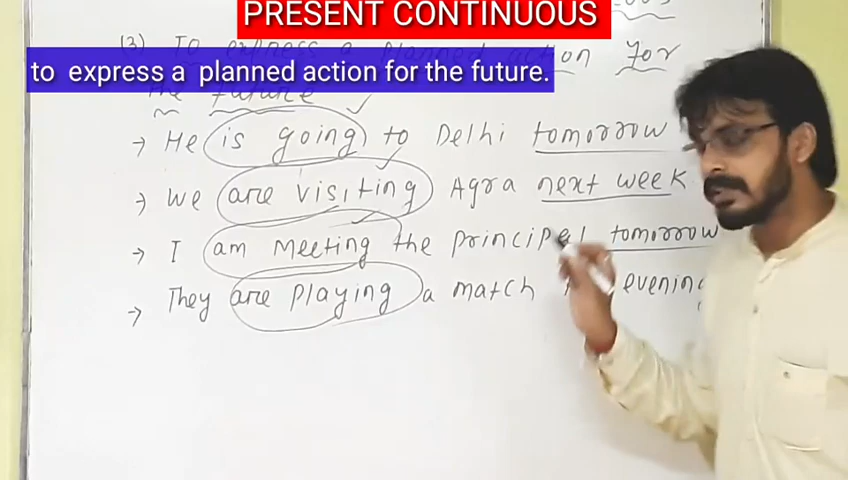 PRESENT CONTINUOUS
(3) To express a planned action for
to express a planned action for the future.
the future
→ He is going to Delhi tomorrow
→ We are visiting Agra next week
→ I am meeting the principal tomorrow
→ They are playing a match evening